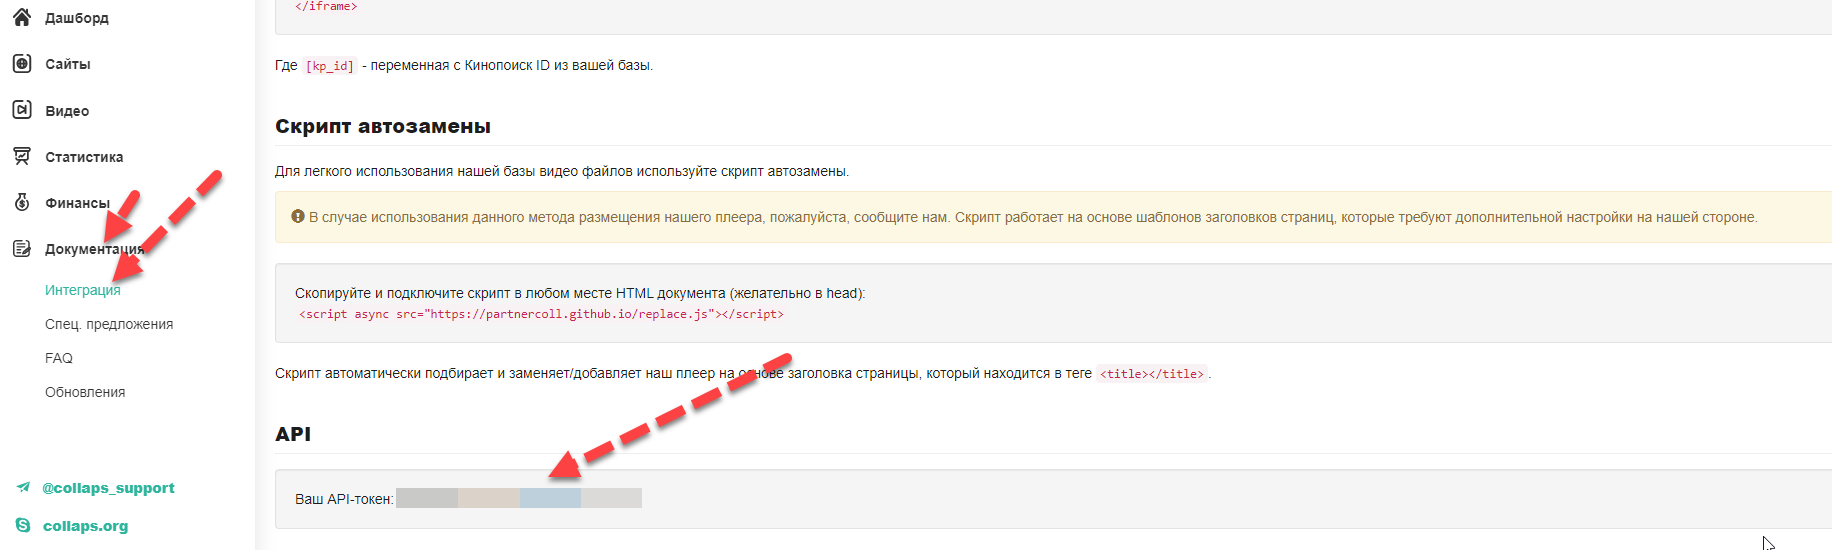 Дашборд
Сайты
Видео
Статистика
Финансы
Документация
Интеграция
Спец. предложения
FAQ
Обновления
@collaps_support
collaps.org
</iframe>
Где [kp_id] - переменная с Кинопоиск ID из вашей базы.
Скрипт автозамены
Для легкого использования нашей базы видео файлов используйте скрипт автозамены.
В случае использования данного метода размещения нашего плеера, пожалуйста, сообщите нам. Скрипт работает на основе шаблонов заголовков страниц, которые требуют дополнительной настройки на нашей стороне.
Скопируйте и подключите скрипт в любом месте HTML документа (желательно в head):
<script async src="https://partnercoll.github.io/replace.js"></script>
Скрипт автоматически подбирает и заменяет/добавляет наш плеер на основе заголовка страницы, который находится в теге <title></title>.
API
Ваш API-токен: